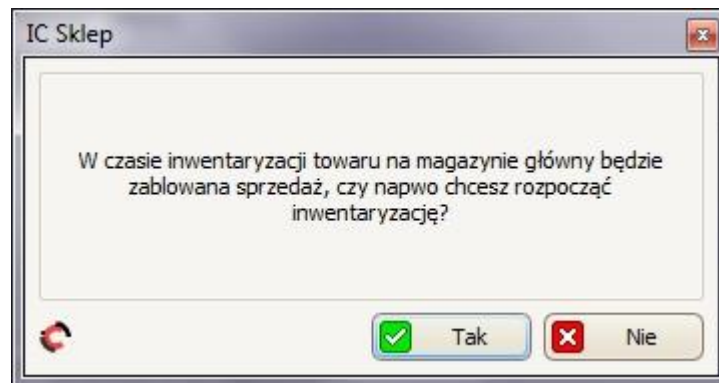 IC Sklep
W czasie inwentaryzacji towaru na magazynie główny będzie
zablowana sprzedaż, czy napwo chcesz rozpocząć
inwentaryzację?
Tak
Nie